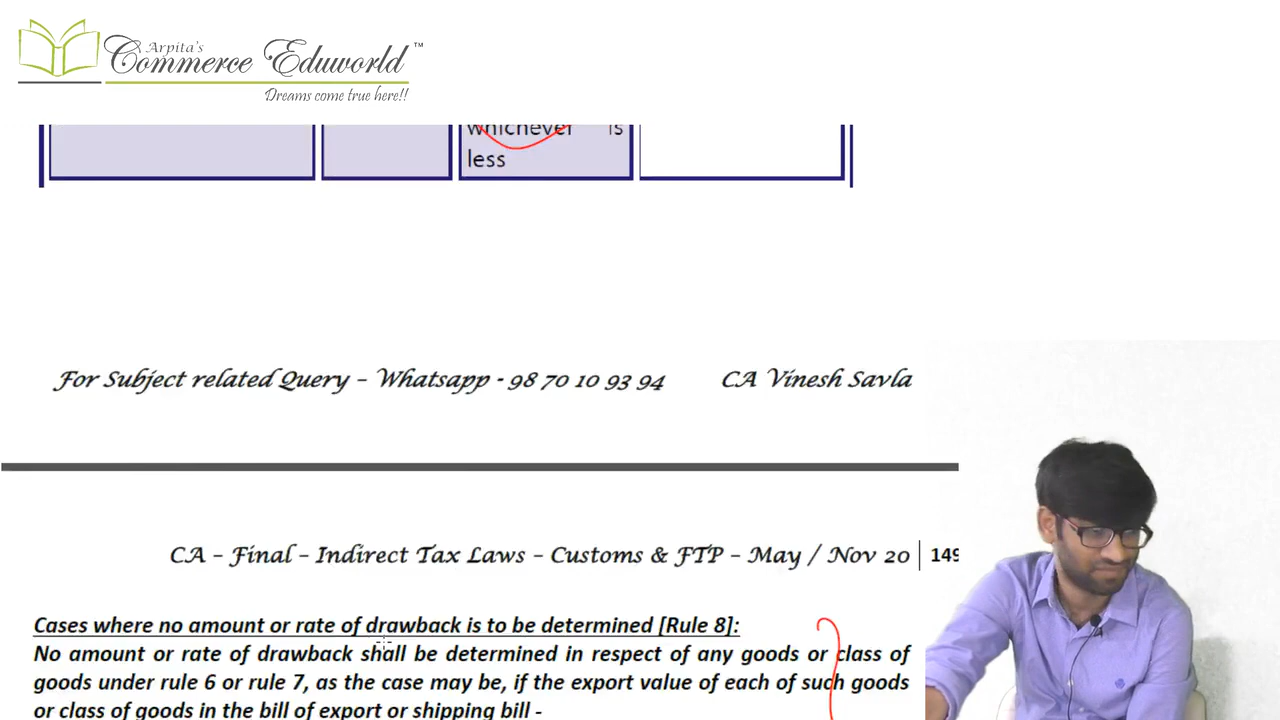 Arpita's
Commerce Eduworld™
Dreams come true here!!
whichever is
less
For Subject related Query – Whatsapp - 98 70 10 93 94 CA Vinesh Savla
CA – Final – Indirect Tax Laws – Customs & FTP – May / Nov 20 149
Cases where no amount or rate of drawback is to be determined [Rule 8]:
No amount or rate of drawback shall be determined in respect of any goods or class of
goods under rule 6 or rule 7, as the case may be, if the export value of each of such goods
or class of goods in the bill of export or shipping bill -